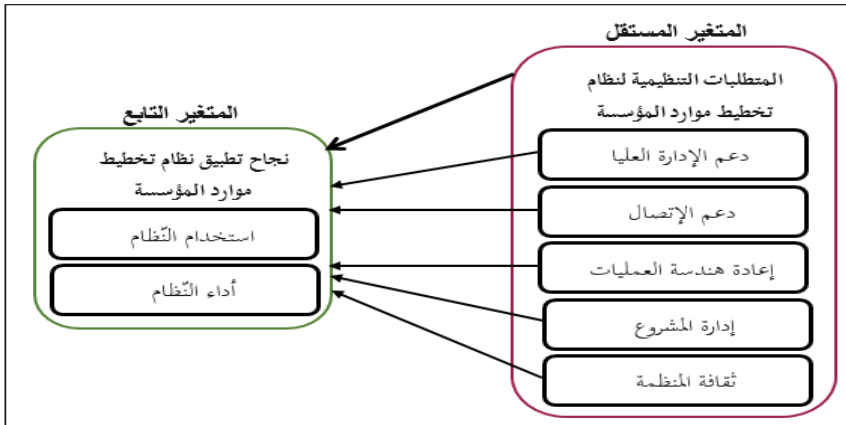 المتغير المستقل
المتطلبات التنظيمية لنظام
تخطيط موارد المؤسسة
دعم الإدارة العليا
دعم الإتصال
إعادة هندسة العمليات
إدارة المشروع
ثقافة المنظمة
المتغير التابع
نجاح تطبيق نظام تخطيط
موارد المؤسسة
استخدام النّظام
أداء النّظام